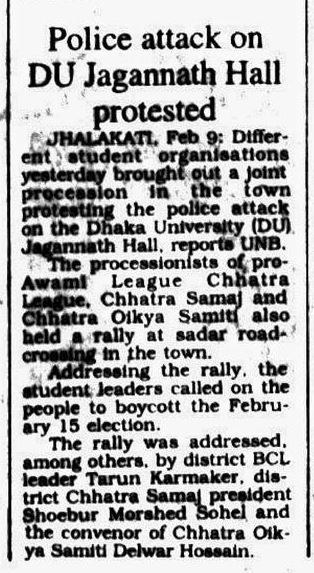 Police attack on
DU Jagannath Hall
protested
JHALAKATI, Feb 9: Differ-
ent student organisations
yesterday brought out a joint
procession in the town
protesting the police attack
on the Dhaka University (DU)
Jagannath Hall, reports UNB.
The processionists of pro-
Awami League Chhatra
League, Chhatra Samaj and
Chhatra Oikya Samiti also
held a rally at sadar road-
crossing in the town.
Addressing the rally, the
student leaders called on the
people to boycott the Febru-
ary 15 election.
The rally was addressed,
among others, by district BCL
leader Tarun Karmaker, dis-
trict Chhatra Samaj president
Shoebur Morshed Sohel and
the convenor of Chhatra Oik-
ya Samiti Delwar Hossain.